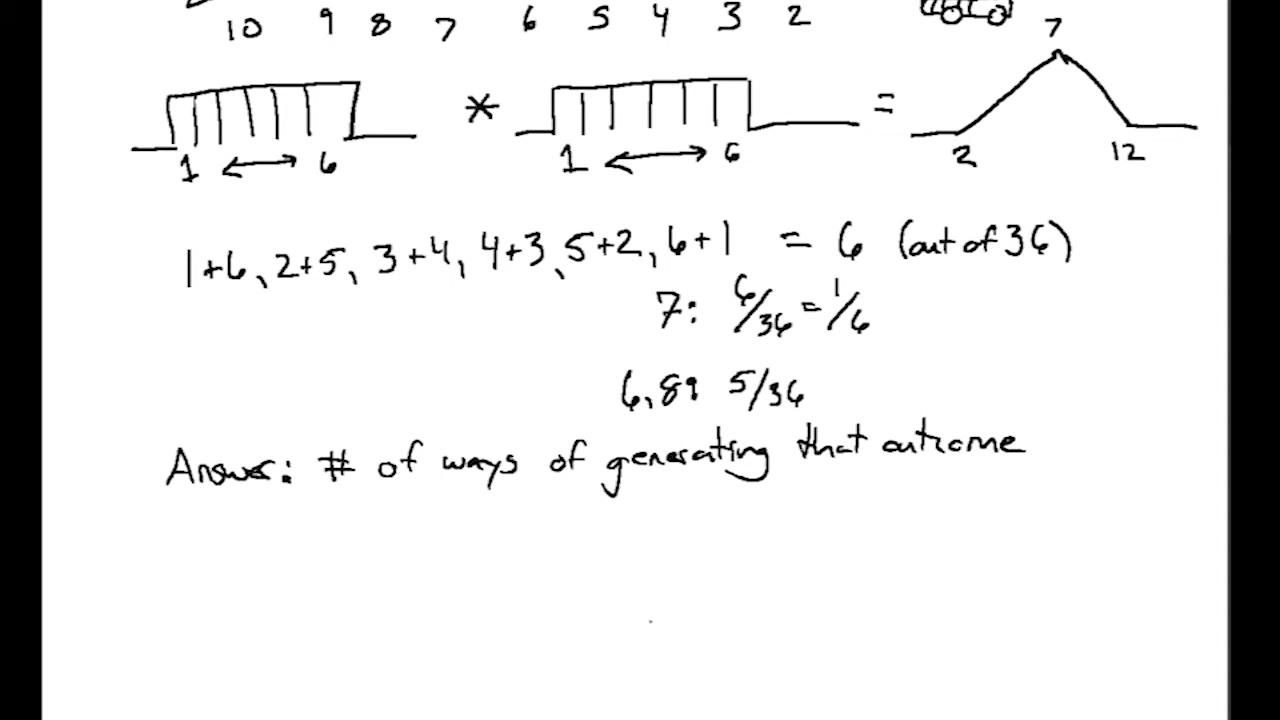 10 9 8 7 6 5 4 3 2
7
* =
1 ↔ 6 1 ↔ 6 2 12
1+6, 2+5, 3+4, 4+3, 5+2, 6+1 = 6 (out of 36)
7: 6/36 = 1/6
6,8 5/36
Answer: # of ways of generating that outcome